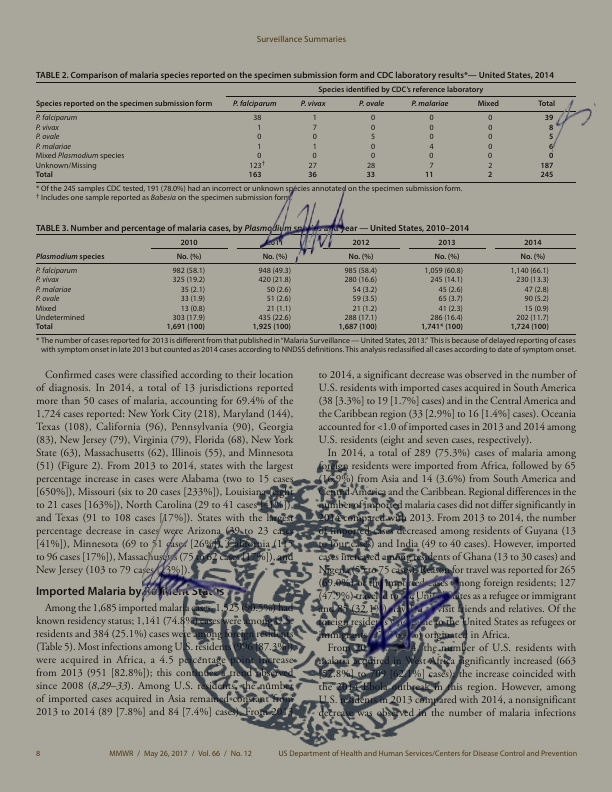 Surveillance Summaries
TABLE 2. Comparison of malaria species reported on the specimen submission form and CDC laboratory results*— United States, 2014
Species identified by CDC's reference laboratory
Species reported on the specimen submission form P. falciparum P. vivax P. ovale P. malariae Mixed Total
P. falciparum 38 1 0 0 0 39
P. vivax 1 7 0 0 0 8
P. ovale 0 0 5 0 0 5
P. malariae 1 1 0 4 0 6
Mixed Plasmodium species 0 0 0 0 0 0
Unknown/Missing 123† 27 28 7 2 187
Total 163 36 33 11 2 245
* Of the 245 samples CDC tested, 191 (78.0%) had an incorrect or unknown species annotated on the specimen submission form.
† Includes one sample reported as Babesia on the specimen submission form.
TABLE 3. Number and percentage of malaria cases, by Plasmodium species and year — United States, 2010–2014
2010 2011 2012 2013 2014
Plasmodium species No. (%) No. (%) No. (%) No. (%) No. (%)
P. falciparum 982 (58.1) 948 (49.3) 985 (58.4) 1,059 (60.8) 1,140 (66.1)
P. vivax 325 (19.2) 420 (21.8) 280 (16.6) 245 (14.1) 230 (13.3)
P. malariae 35 (2.1) 50 (2.6) 54 (3.2) 45 (2.6) 47 (2.8)
P. ovale 33 (1.9) 51 (2.6) 59 (3.5) 65 (3.7) 90 (5.2)
Mixed 13 (0.8) 21 (1.1) 21 (1.2) 41 (2.3) 15 (0.9)
Undetermined 303 (17.9) 435 (22.6) 288 (17.1) 286 (16.4) 202 (11.7)
Total 1,691 (100) 1,925 (100) 1,687 (100) 1,741* (100) 1,724 (100)
* The number of cases reported for 2013 is different from that published in "Malaria Surveillance — United States, 2013." This is because of delayed reporting of cases
with symptom onset in late 2013 but counted as 2014 cases according to NNDSS definitions. This analysis reclassified all cases according to date of symptom onset.
Confirmed cases were classified according to their location
of diagnosis. In 2014, a total of 13 jurisdictions reported
more than 50 cases of malaria, accounting for 69.4% of the
1,724 cases reported: New York City (218), Maryland (144),
Texas (108), California (96), Pennsylvania (90), Georgia
(83), New Jersey (79), Virginia (79), Florida (68), New York
State (63), Massachusetts (62), Illinois (55), and Minnesota
(51) (Figure 2). From 2013 to 2014, states with the largest
percentage increase in cases were Alabama (two to 15 cases
[650%]), Missouri (six to 20 cases [233%]), Louisiana (eight
to 21 cases [163%]), North Carolina (29 to 41 cases
and Texas (91 to 108 cases [17%]). States with the largest
percentage decrease in cases were Arizona (39 to 23 cases
[41%]), Minnesota (69 to 51 cases [26%]), California (115
to 96 cases [17%]), Massachusetts (75 to 62 cases [17%]), and
New Jersey (103 to 79 cases [23%]).
Imported Malaria by Resident Status
Among the 1,685 imported malaria cases, 1,525 (90.5%) had
known residency status; 1,141 (74.8%) cases were among U.S.
residents and 384 (25.1%) cases were among foreign residents
(Table 5). Most infections among U.S. residents (996 [87.3%])
were acquired in Africa, a 4.5 percentage point increase
from 2013 (951 [82.8%]); this continues a trend observed
since 2008 (8,29–33). Among U.S. residents, the number
of imported cases acquired in Asia remained constant from
2013 to 2014 (89 [7.8%] and 84 [7.4%] cases). From 2013
to 2014, a significant decrease was observed in the number of
U.S. residents with imported cases acquired in South America
(38 [3.3%] to 19 [1.7%] cases) and in the Central America and
the Caribbean region (33 [2.9%] to 16 [1.4%] cases). Oceania
accounted for <1.0 of imported cases in 2013 and 2014 among
U.S. residents (eight and seven cases, respectively).
In 2014, a total of 289 (75.3%) cases of malaria among
foreign residents were imported from Africa, followed by 65
(16.9%) from Asia and 14 (3.6%) from South America and
Central America and the Caribbean. Regional differences in the
number of imported malaria cases did not differ significantly in
2014 compared with 2013. From 2013 to 2014, the number
of imported cases decreased among residents of Guyana (13
to four cases) and India (49 to 40 cases). However, imported
cases increased among residents of Ghana (13 to 30 cases) and
Nigeria to 75 cases). Reason for travel was reported for 265
(69.0%) of the imported cases among foreign residents; 127
(47.9%) traveled to the United States as a refugee or immigrant
and 85 (32.1%) to visit friends and relatives. Of the
foreign residents to the United States as refugees or
immigrants, originated in Africa.
From the number of U.S. residents with
malaria acquired in West Africa significantly increased (663
[57.8%] to 709 [62.1%] cases); the increase coincided with
the 2014 Ebola outbreak in this region. However, among
U.S. residents in 2013 compared with 2014, a nonsignificant
decrease was observed in the number of malaria infections
8 MMWR / May 26, 2017 / Vol. 66 / No. 12 US Department of Health and Human Services/Centers for Disease Control and Prevention